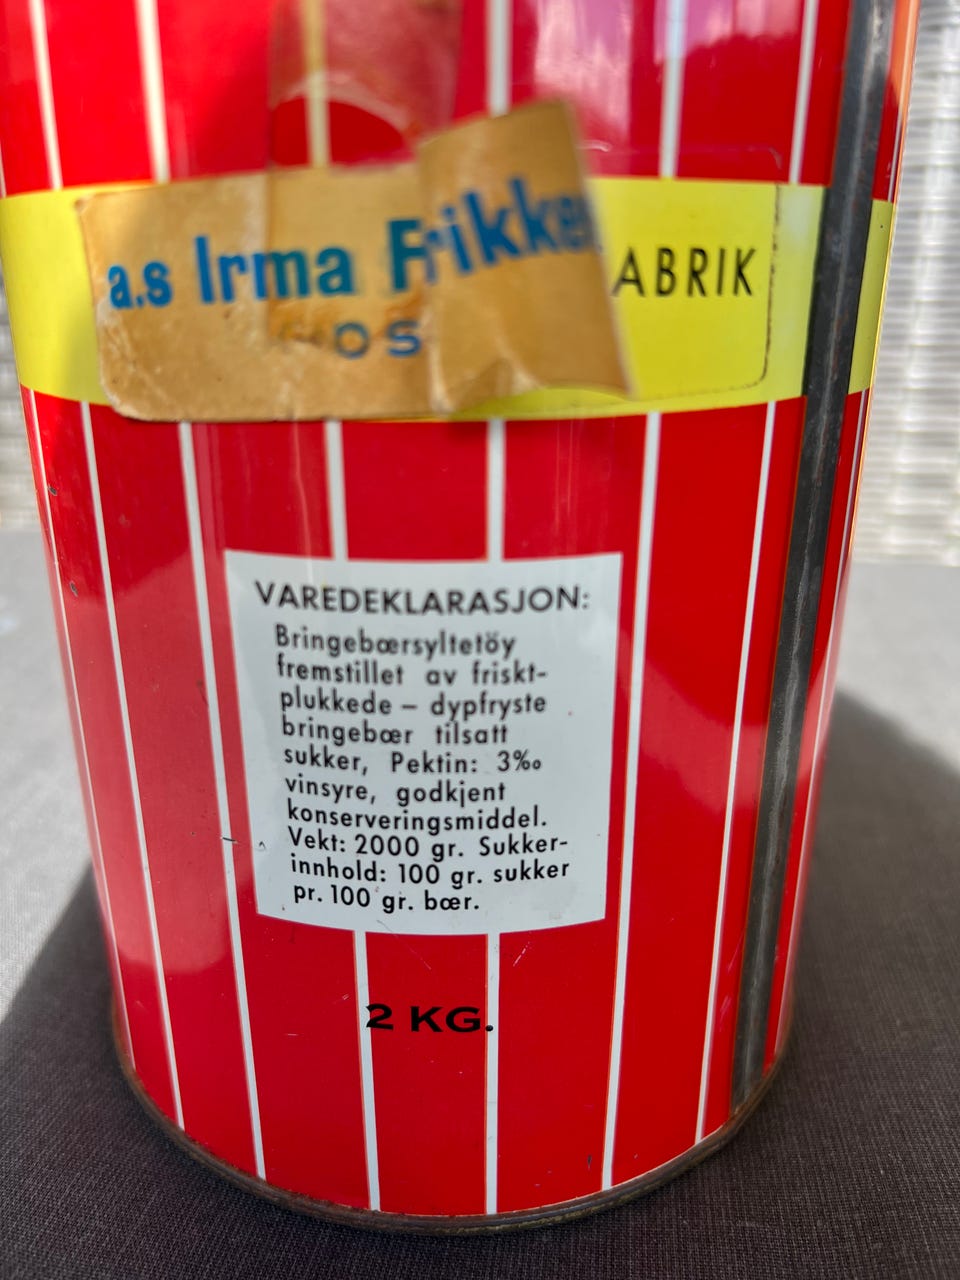 a.s Irma
ABRIK
OS
VAREDEKLARASJON:
Bringebærsyltetöy
fremstillet av friskt-
plukkede – dypfryste
bringebær tilsatt
sukker, Pektin: 3‰
vinsyre, godkjent
konserveringsmiddel.
Vekt: 2000 gr. Sukker-
innhold: 100 gr. sukker
pr. 100 gr. bær.
2 KG.